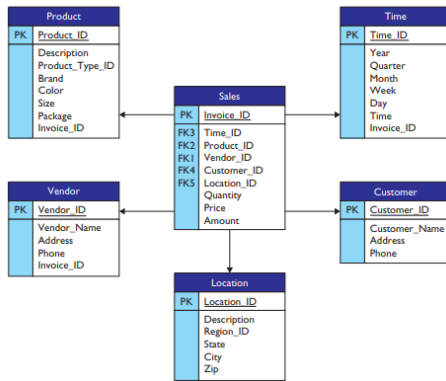 Product
PK Product_ID
Description
Product_Type_ID
Brand
Color
Size
Package
Invoice_ID
Time
PK Time_ID
Year
Quarter
Month
Week
Day
Time
Invoice_ID
Sales
PK Invoice_ID
FK3 Time_ID
FK2 Product_ID
FK1 Vendor_ID
FK4 Customer_ID
FK5 Location_ID
Quantity
Price
Amount
Vendor
PK Vendor_ID
Vendor_Name
Address
Phone
Invoice_ID
Customer
PK Customer_ID
Customer_Name
Address
Phone
Location
PK Location_ID
Description
Region_ID
State
City
Zip